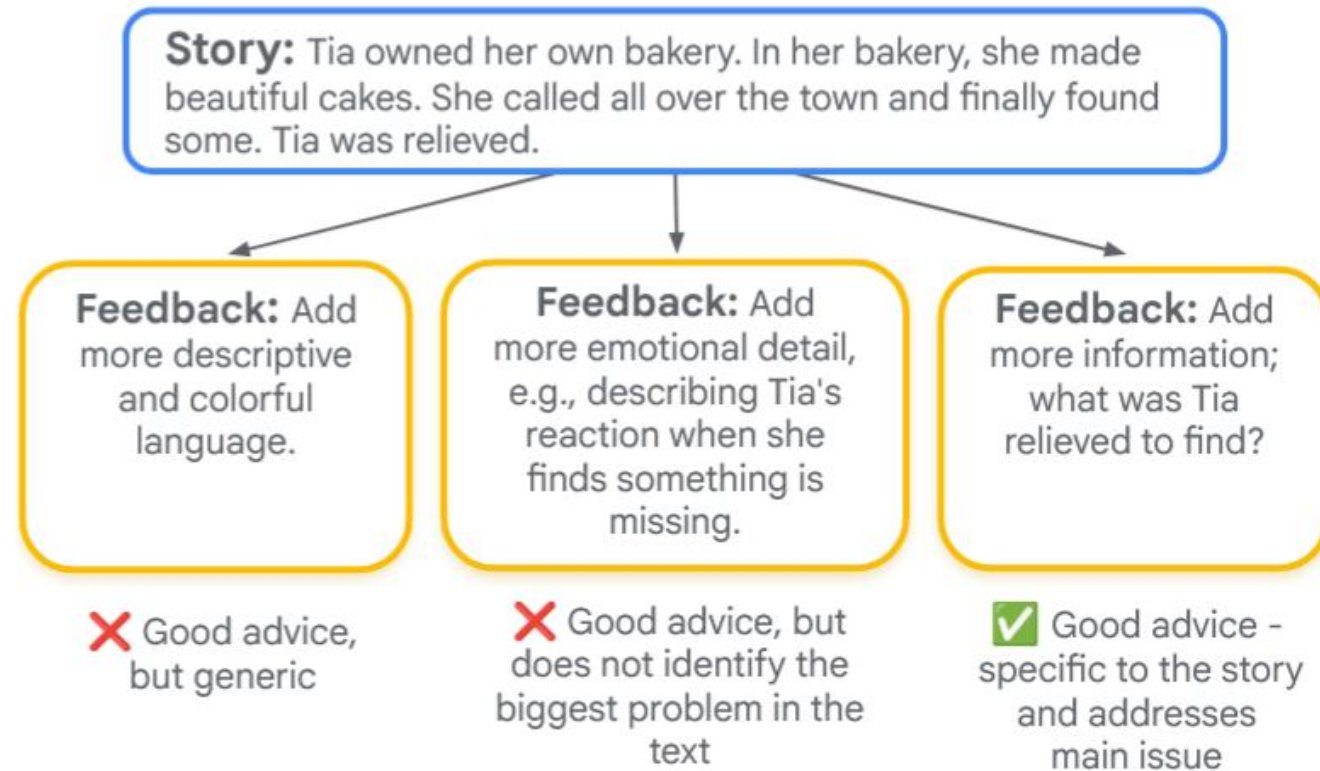 Story: Tia owned her own bakery. In her bakery, she made
beautiful cakes. She called all over the town and finally found
some. Tia was relieved.
Feedback: Add
more descriptive
and colorful
language.
Feedback: Add
more emotional detail,
e.g., describing Tia's
reaction when she
finds something is
missing.
Feedback: Add
more information;
what was Tia
relieved to find?
❌ Good advice,
but generic
❌ Good advice, but
does not identify the
biggest problem in the
text
✅ Good advice -
specific to the story
and addresses
main issue